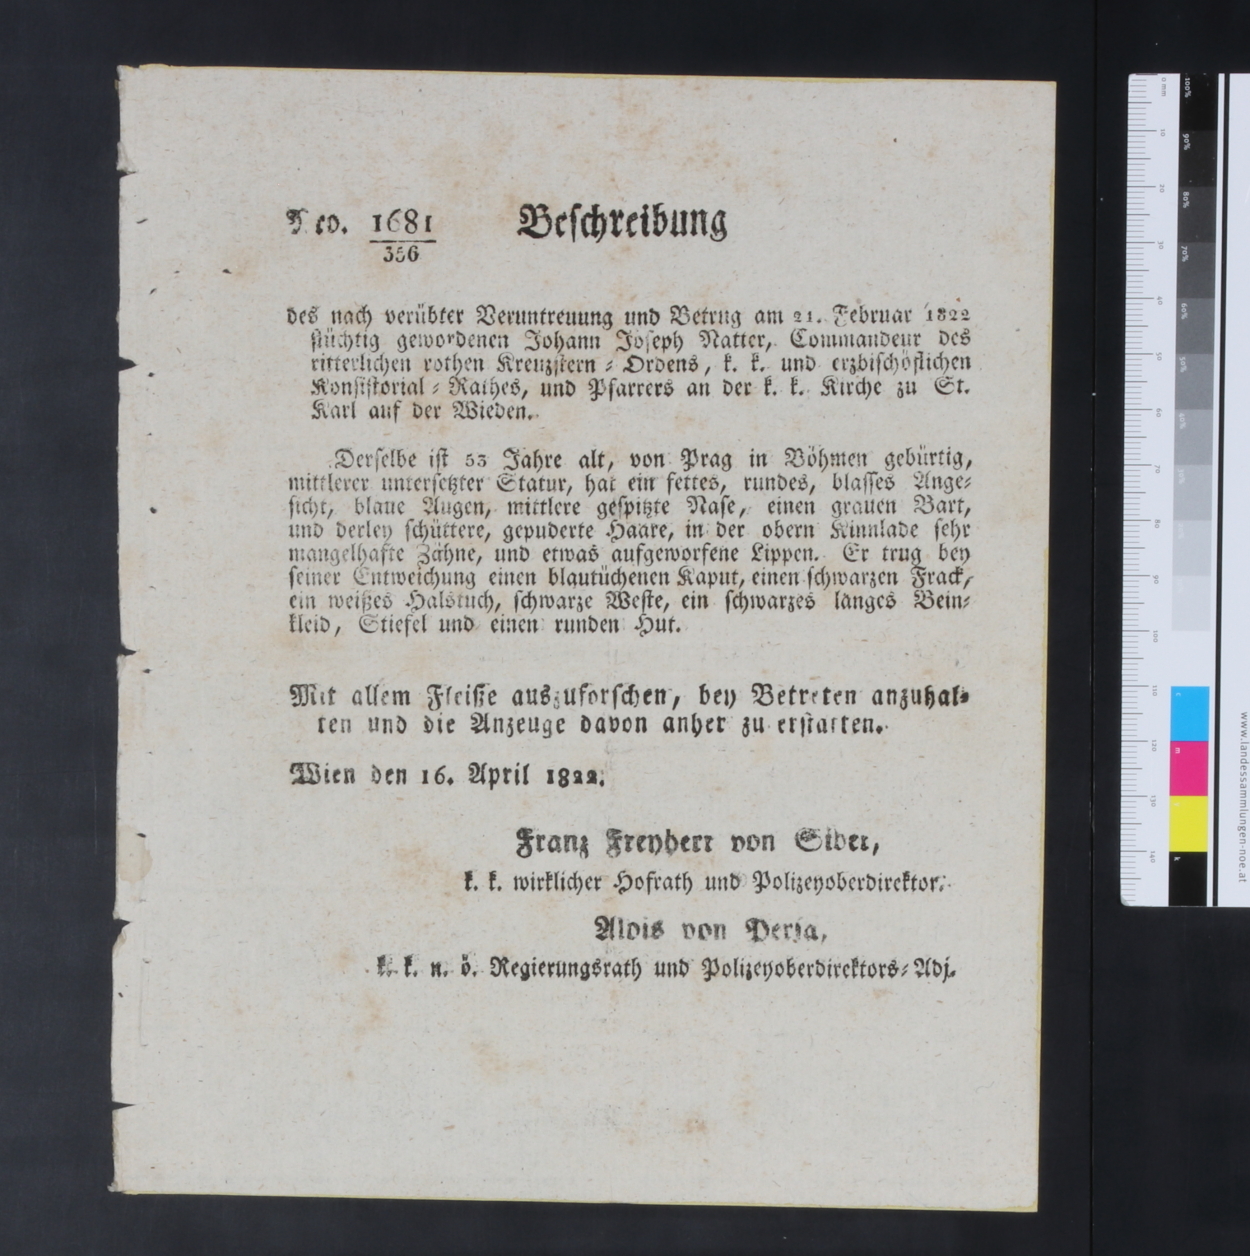 Nro. 1681/356 Beschreibung
des nach verübter Veruntreuung und Betrug am 21. Februar 1822
flüchtig gewordenen Johann Joseph Natter, Commandeur des
ritterlichen rothen Kreuzstern-Ordens, k. k. und erzbischöflichen
Konsistorial-Rathes, und Pfarrers an der k. k. Kirche zu St.
Karl auf der Wieden.
Derselbe ist 53 Jahre alt, von Prag in Böhmen gebürtig,
mittlerer untersetzter Statur, hat ein fettes, rundes, blasses Ange-
sicht, blaue Augen, mittlere gespitzte Nase, einen grauen Bart,
und derley schüttere, gepuderte Haare, in der obern Kinnlade sehr
mangelhafte Zähne, und etwas aufgeworfene Lippen. Er trug bey
seiner Entweichung einen blautüchenen Kaput, einen schwarzen Frack,
ein weißes Halstuch, schwarze Weste, ein schwarzes langes Bein-
kleid, Stiefel und einen runden Hut.
Mit allem Fleiße auszuforschen, bey Betreten anzuhal-
ten und die Anzeuge davon anher zu erstatten.
Wien den 16. April 1822.
Franz Freyherr von Siber,
k. k. wirklicher Hofrath und Polizeyoberdirektor.
Alois von Persa,
k. k. n. ö. Regierungsrath und Polizeyoberdirektors-Adj.
www.landessammlungen-noe.at